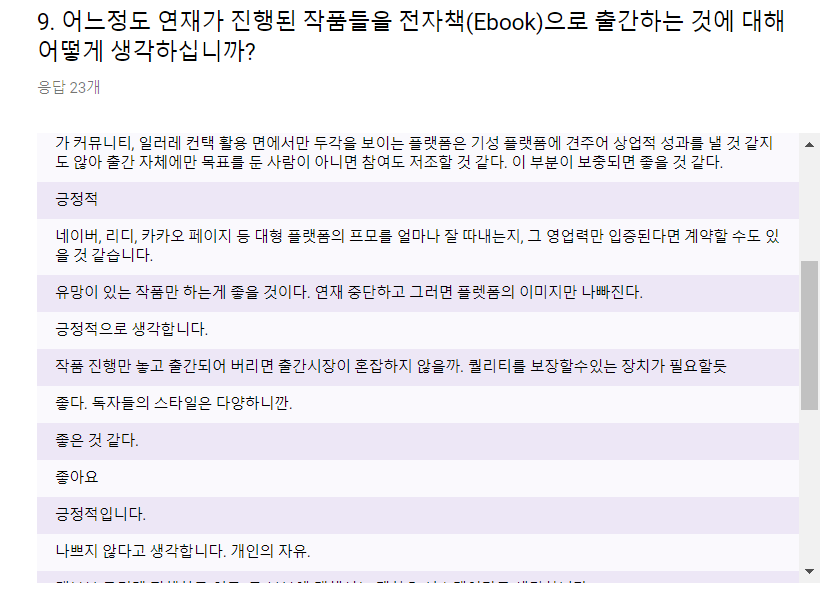 9. 어느정도 연재가 진행된 작품들을 전자책(Ebook)으로 출간하는 것에 대해
어떻게 생각하십니까?
응답 23개
가 커뮤니티, 일러레 컨택 활용 면에서만 두각을 보이는 플랫폼은 기성 플랫폼에 견주어 상업적 성과를 낼 것 같지
도 않아 출간 자체에만 목표를 둔 사람이 아니면 참여도 저조할 것 같다. 이 부분이 보충되면 좋을 것 같다.
긍정적
네이버, 리디, 카카오 페이지 등 대형 플랫폼의 프모를 얼마나 잘 따내는지, 그 영업력만 입증된다면 계약할 수도 있
을 것 같습니다.
유망이 있는 작품만 하는게 좋을 것이다. 연재 중단하고 그러면 플렛폼의 이미지만 나빠진다.
긍정적으로 생각합니다.
작품 진행만 놓고 출간되어 버리면 출간시장이 혼잡하지 않을까. 퀄리티를 보장할수있는 장치가 필요할듯
좋다. 독자들의 스타일은 다양하니깐.
좋은 것 같다.
좋아요
긍정적입니다.
나쁘지 않다고 생각합니다. 개인의 자유.